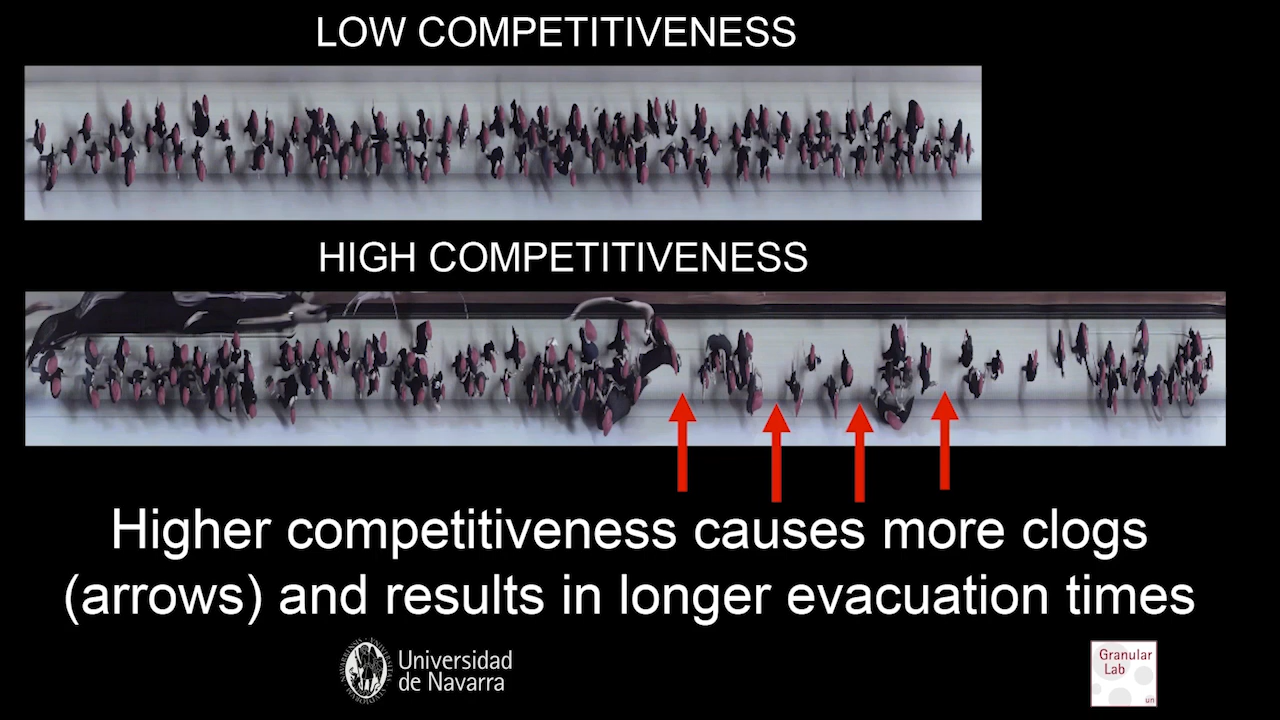 LOW COMPETITIVENESS
HIGH COMPETITIVENESS
Higher competitiveness causes more clogs
(arrows) and results in longer evacuation times
Universidad
de Navarra
Granular
Lab
un